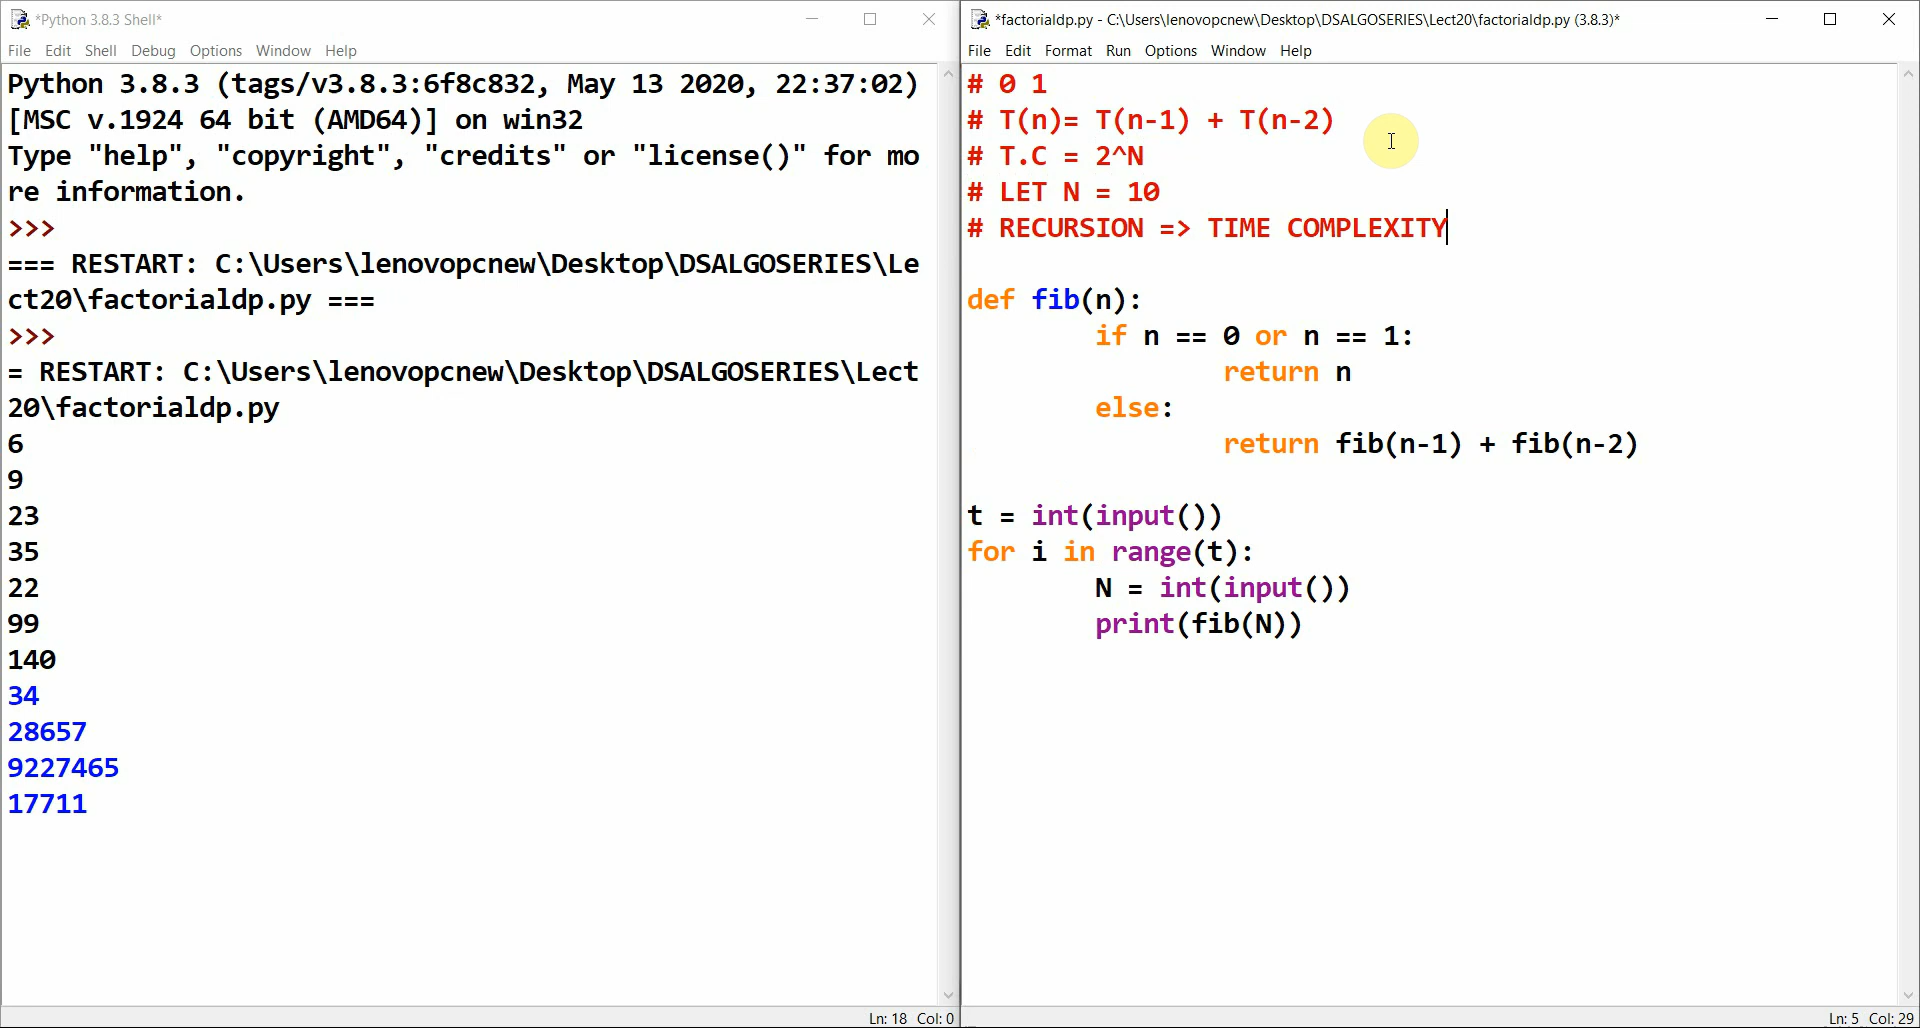 *Python 3.8.3 Shell*
File Edit Shell Debug Options Window Help
Python 3.8.3 (tags/v3.8.3:6f8c832, May 13 2020, 22:37:02)
[MSC v.1924 64 bit (AMD64)] on win32
Type "help", "copyright", "credits" or "license()" for mo
re information.
>>>
=== RESTART: C:\Users\lenovopcnew\Desktop\DSALGOSERIES\Le
ct20\factorialdp.py ===
>>>
= RESTART: C:\Users\lenovopcnew\Desktop\DSALGOSERIES\Lect
20\factorialdp.py
6
9
23
35
22
99
140
34
28657
9227465
17711
Ln: 18 Col: 0
*factorialdp.py - C:\Users\lenovopcnew\Desktop\DSALGOSERIES\Lect20\factorialdp.py (3.8.3)*
File Edit Format Run Options Window Help
# 0 1
# T(n)= T(n-1) + T(n-2)
# T.C = 2^N
# LET N = 10
# RECURSION => TIME COMPLEXITY
def fib(n):
if n == 0 or n == 1:
return n
else:
return fib(n-1) + fib(n-2)
t = int(input())
for i in range(t):
N = int(input())
print(fib(N))
Ln: 5 Col: 29